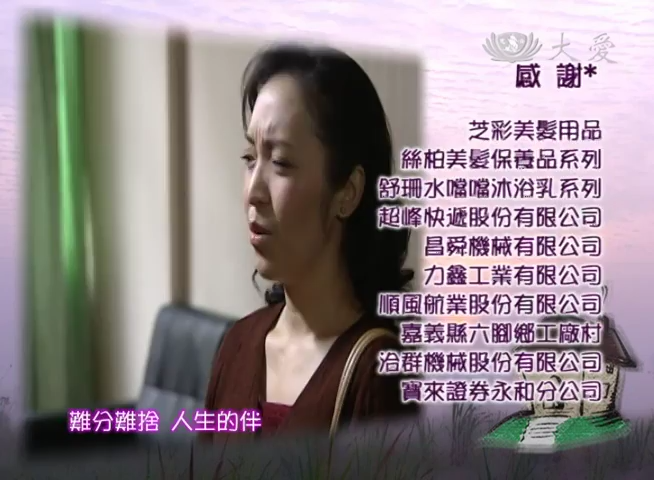 大愛
感 謝*
芝彩美髮用品
絲柏美髮保養品系列
舒珊水噹噹沐浴乳系列
超峰快遞股份有限公司
昌舜機械有限公司
力鑫工業有限公司
順風航業股份有限公司
嘉義縣六腳鄉工廠村
洽群機械股份有限公司
寶來證券永和分公司
難分難捨 人生的伴